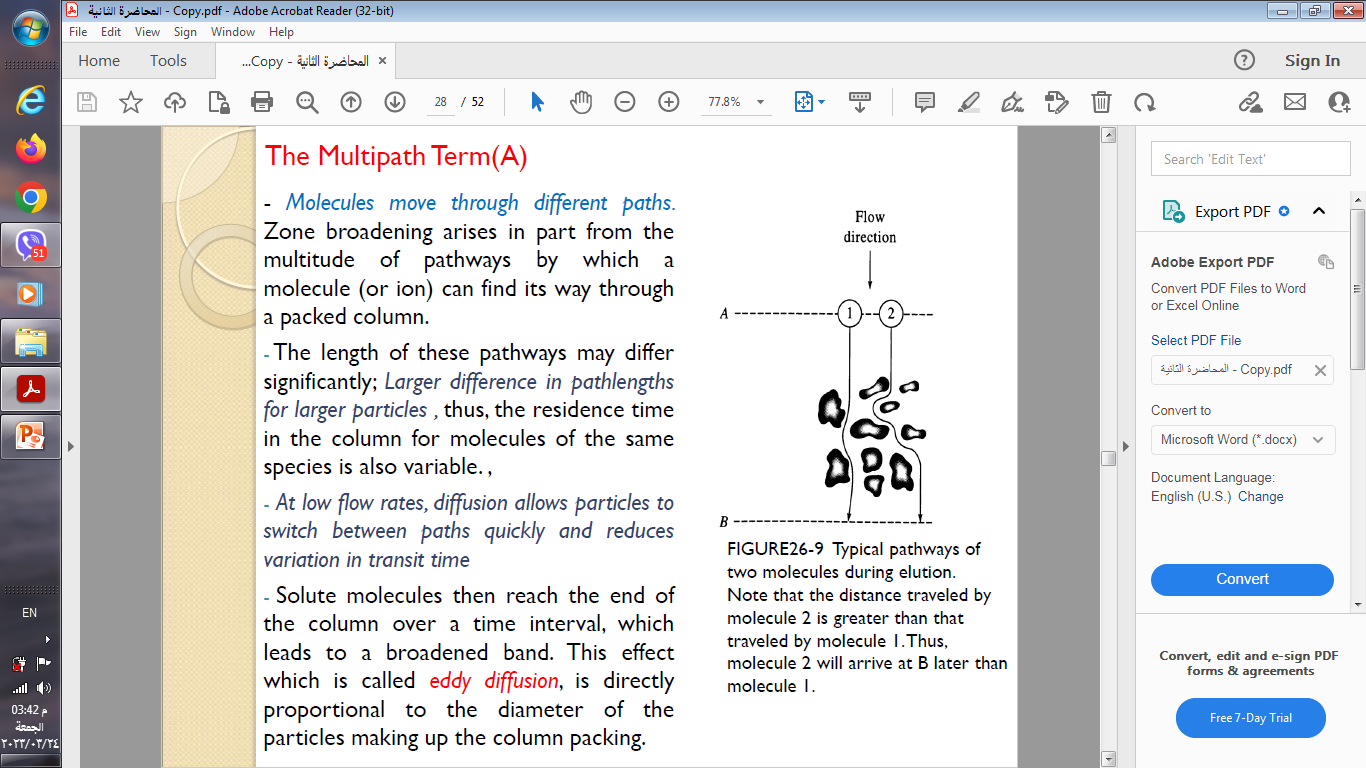 المحاضرة الثانية - Copy.pdf - Adobe Acrobat Reader (32-bit)
File Edit View Sign Window Help
Home Tools المحاضرة الثانية - Copy... × ? Sign In
28 / 52 77.8%
The Multipath Term(A)
- Molecules move through different paths.
Zone broadening arises in part from the
multitude of pathways by which a
molecule (or ion) can find its way through
a packed column.
- The length of these pathways may differ
significantly; Larger difference in pathlengths
for larger particles , thus, the residence time
in the column for molecules of the same
species is also variable. ,
- At low flow rates, diffusion allows particles to
switch between paths quickly and reduces
variation in transit time
- Solute molecules then reach the end of
the column over a time interval, which
leads to a broadened band. This effect
which is called eddy diffusion, is directly
proportional to the diameter of the
particles making up the column packing.
Flow
direction
A
1 2
B
FIGURE26-9 Typical pathways of
two molecules during elution.
Note that the distance traveled by
molecule 2 is greater than that
traveled by molecule 1.Thus,
molecule 2 will arrive at B later than
molecule 1.
Search 'Edit Text'
Export PDF
Adobe Export PDF
Convert PDF Files to Word
or Excel Online
Select PDF File
المحاضرة الثانية - Copy.pdf
Convert to
Microsoft Word (*.docx)
Document Language:
English (U.S.) Change
Convert
Convert, edit and e-sign PDF
forms & agreements
Free 7-Day Trial
51
EN
03:42 م
الجمعة
٢٠٢٣/٠٣/٢٤